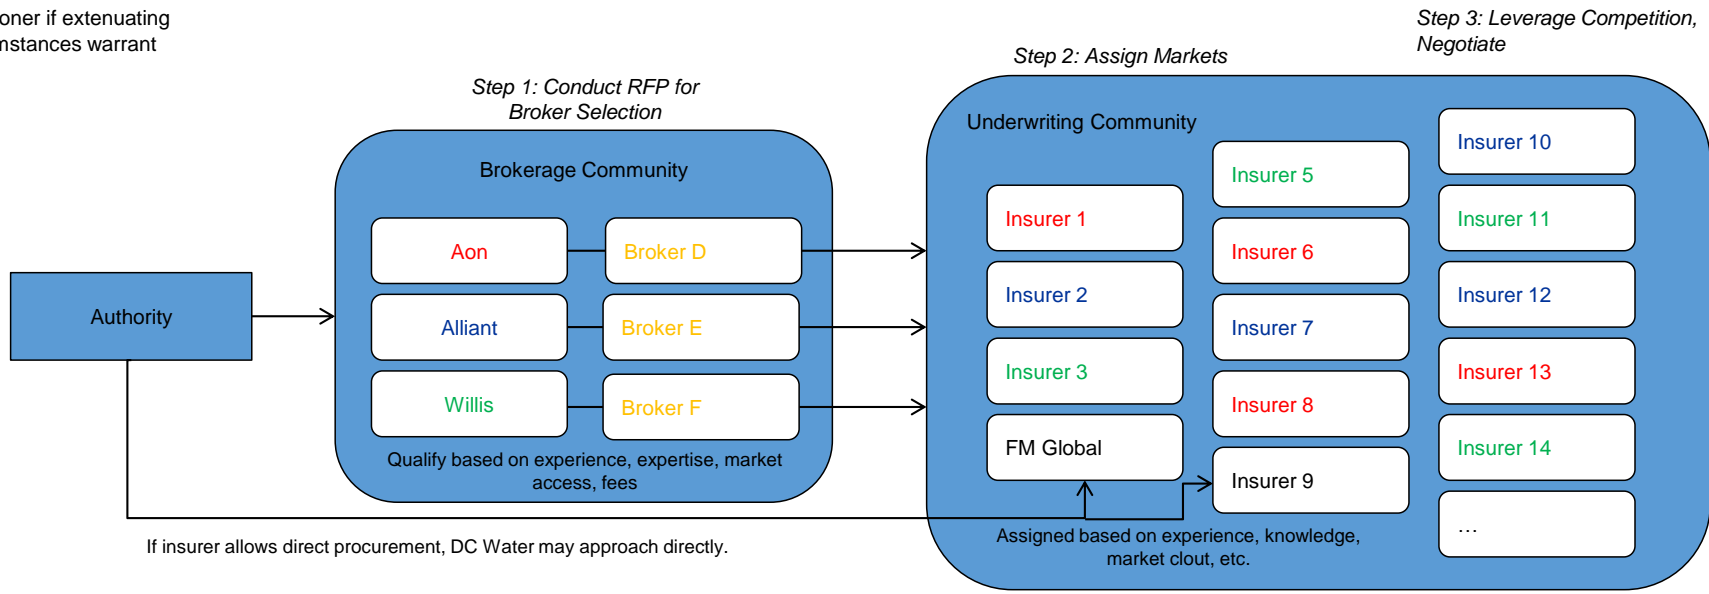 oner if extenuating
mstances warrant
Step 1: Conduct RFP for
Broker Selection
Step 2: Assign Markets
Step 3: Leverage Competition,
Negotiate
Authority
Brokerage Community
Aon
Broker D
Alliant
Broker E
Willis
Broker F
Qualify based on experience, expertise, market
access, fees
If insurer allows direct procurement, DC Water may approach directly.
Underwriting Community
Insurer 1
Insurer 2
Insurer 3
FM Global
Insurer 5
Insurer 6
Insurer 7
Insurer 8
Insurer 9
Insurer 10
Insurer 11
Insurer 12
Insurer 13
Insurer 14
…
Assigned based on experience, knowledge,
market clout, etc.